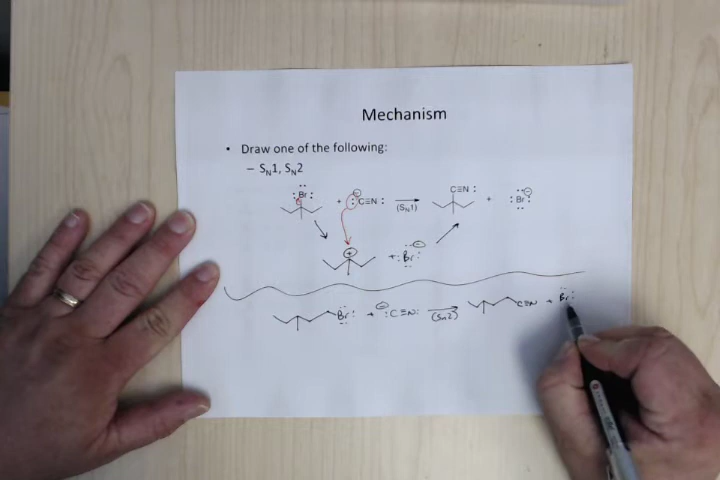 Mechanism
• Draw one of the following:
– SN1, SN2
:Br: + ⊖:C≡N: (SN1) C≡N: + :Br:⊖
⊕ + :Br:⊖
Br: + ⊖:C≡N: (SN2) C≡N + Br: